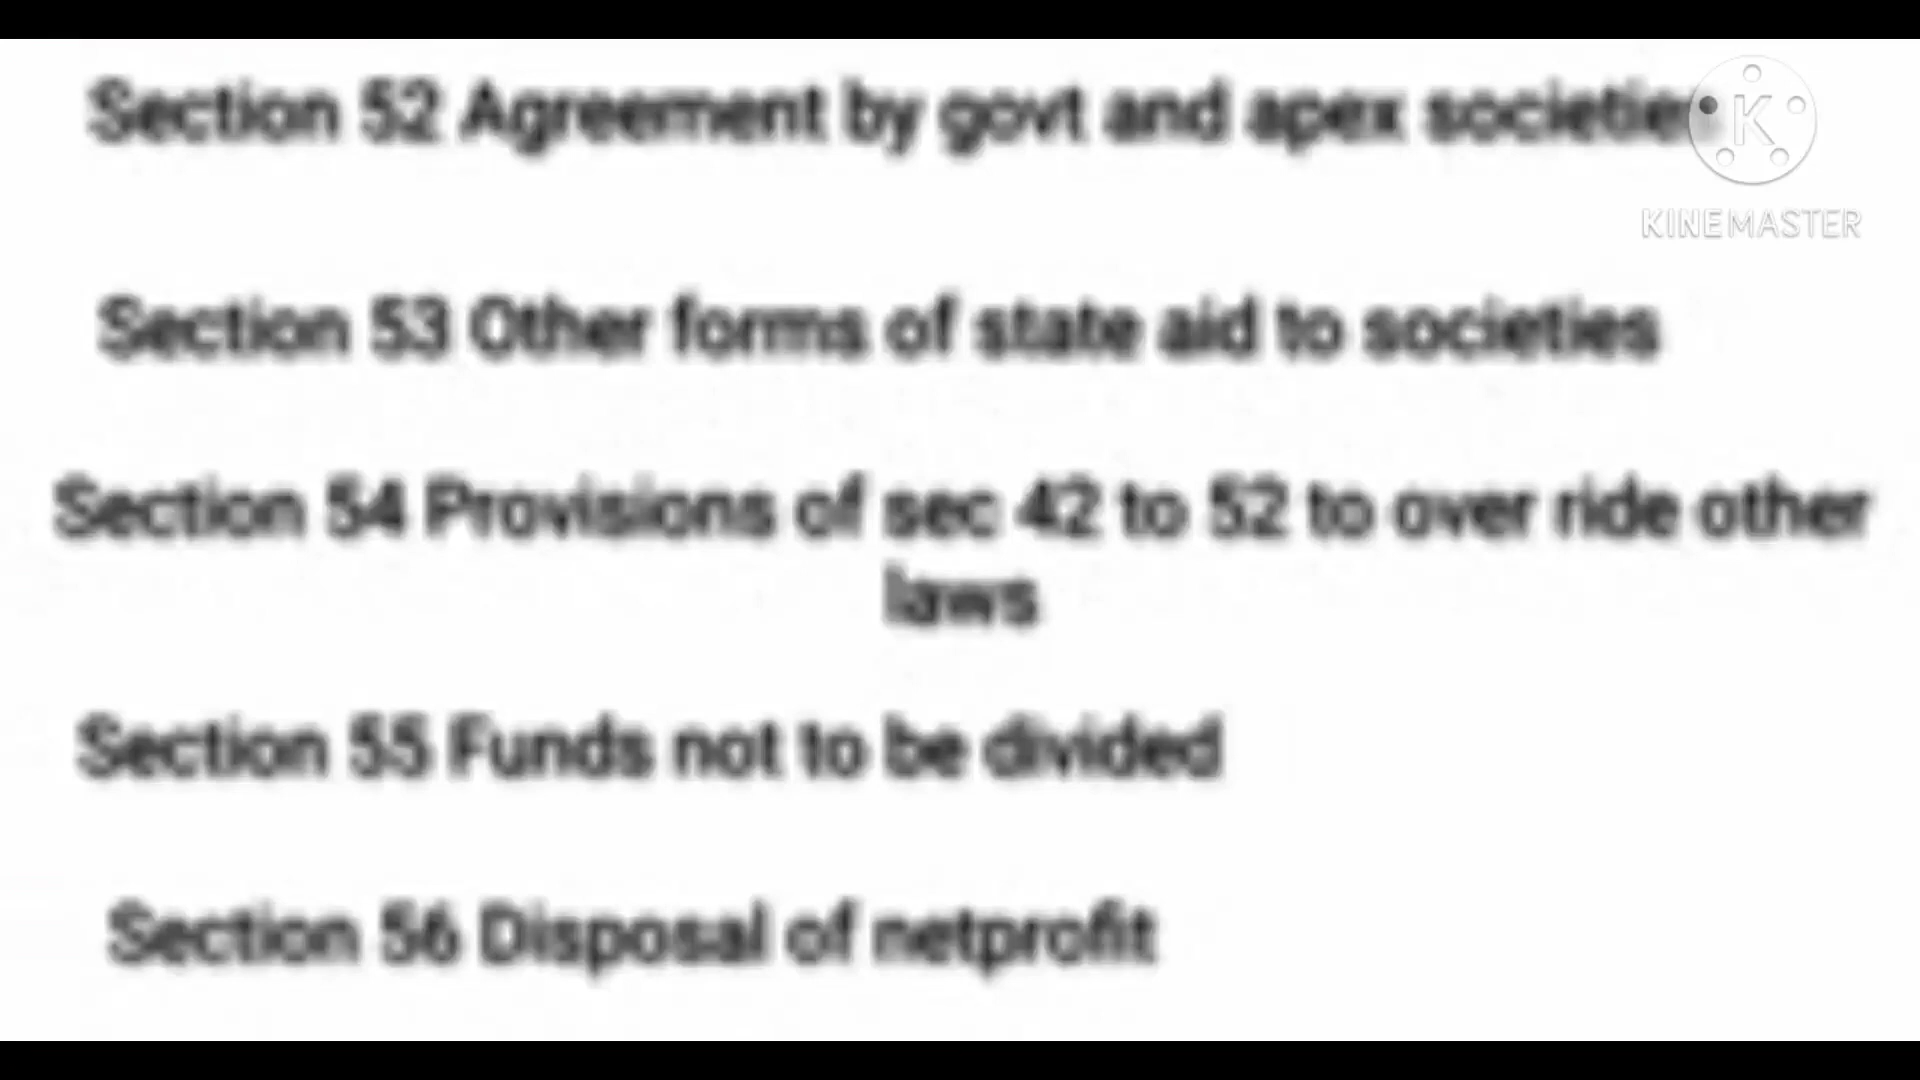 Section 52 Agreement by govt and apex societies
K
KINEMASTER
Section 53 Other forms of state aid to societies
Section 54 Provisions of sec 42 to 52 to over ride other
laws
Section 55 Funds not to be divided
Section 56 Disposal of netprofit